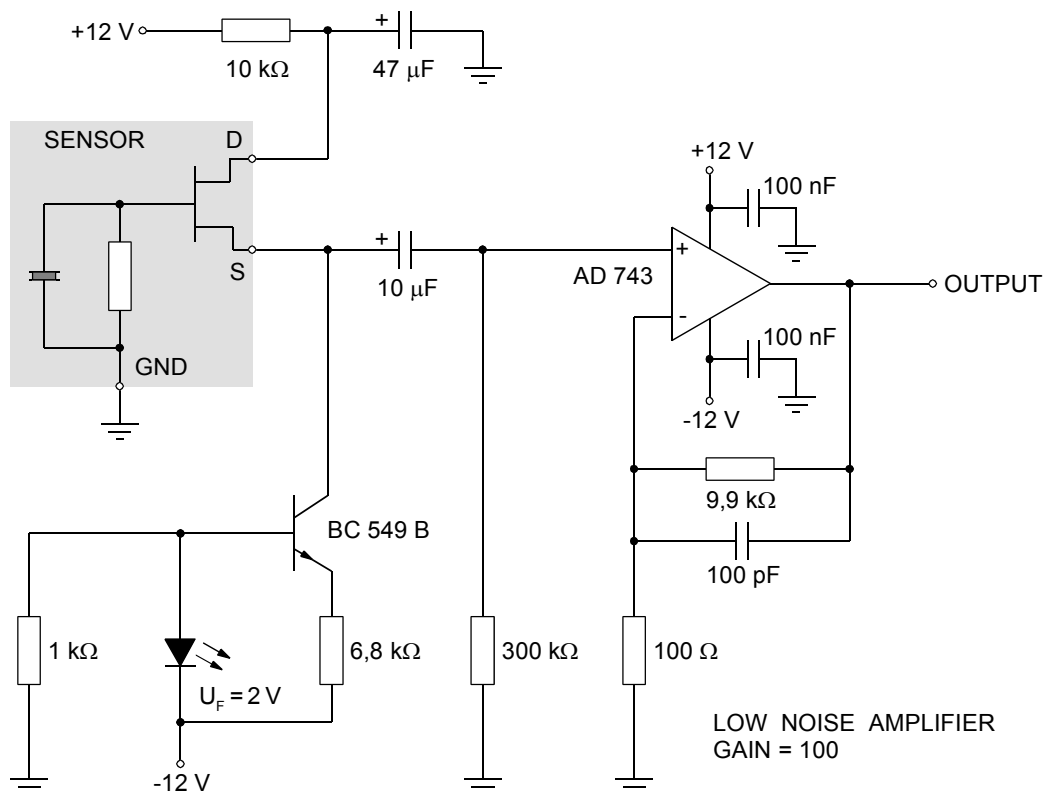 +12 V
10 kΩ
+
47 μF
SENSOR
D
S
GND
+
10 μF
+12 V
100 nF
AD 743
+
-
OUTPUT
100 nF
-12 V
9,9 kΩ
100 pF
BC 549 B
1 kΩ
U_F = 2 V
6,8 kΩ
300 kΩ
100 Ω
-12 V
LOW NOISE AMPLIFIER
GAIN = 100